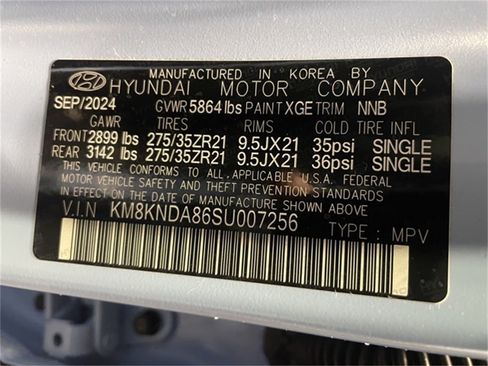 MANUFACTURED IN KOREA BY
HYUNDAI MOTOR COMPANY
SEP/2024 GVWR 5864 lbs PAINT XGE TRIM NNB
GAWR TIRES RIMS COLD TIRE INFL
FRONT 2899 lbs 275/35ZR21 9.5JX21 35psi SINGLE
REAR 3142 lbs 275/35ZR21 9.5JX21 36psi SINGLE
THIS VEHICLE CONFORMS TO ALL APPLICABLE U.S.A. FEDERAL
MOTOR VEHICLE SAFETY AND THEFT PREVENTION STANDARDS
IN EFFECT ON THE DATE OF MANUFACTURE SHOWN ABOVE.
V.I.N KM8KNDA86SU007256
TYPE : MPV